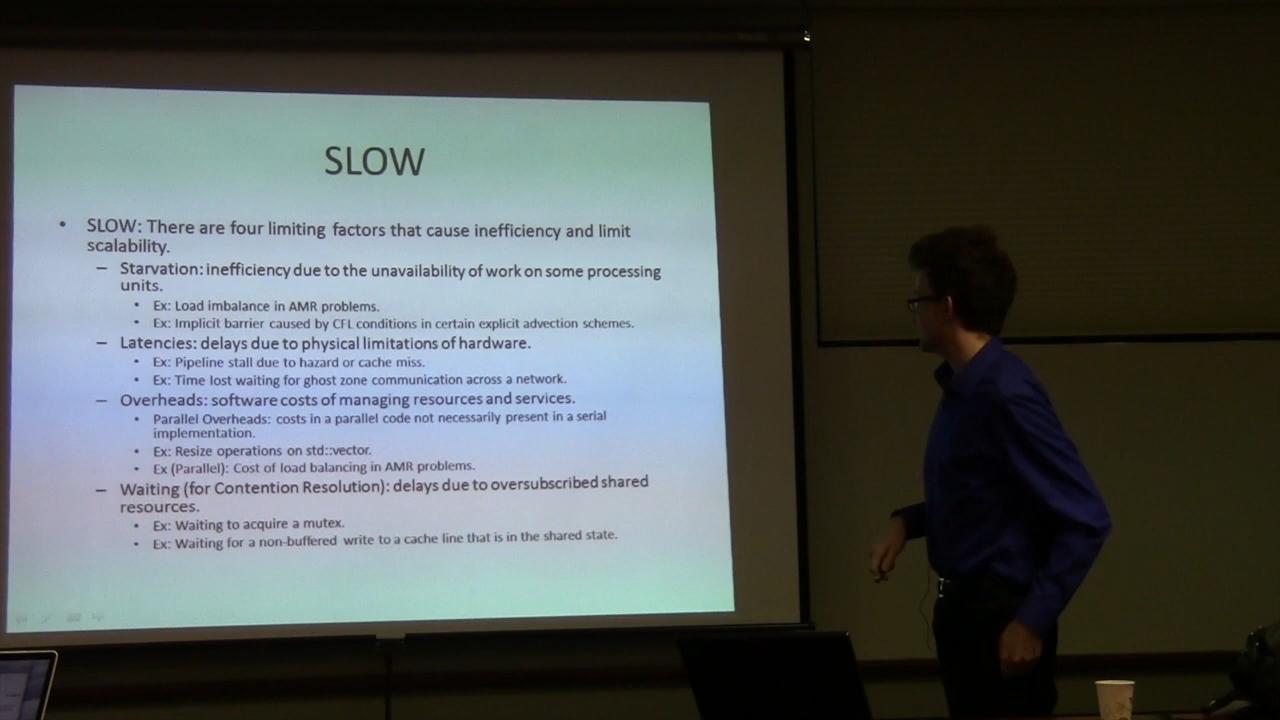 SLOW
• SLOW: There are four limiting factors that cause inefficiency and limit
scalability.
– Starvation: inefficiency due to the unavailability of work on some processing
units.
• Ex: Load imbalance in AMR problems.
• Ex: Implicit barrier caused by CFL conditions in certain explicit advection schemes.
– Latencies: delays due to physical limitations of hardware.
• Ex: Pipeline stall due to hazard or cache miss.
• Ex: Time lost waiting for ghost zone communication across a network.
– Overheads: software costs of managing resources and services.
• Parallel Overheads: costs in a parallel code not necessarily present in a serial
implementation.
• Ex: Resize operations on std::vector.
• Ex (Parallel): Cost of load balancing in AMR problems.
– Waiting (for Contention Resolution): delays due to oversubscribed shared
resources.
• Ex: Waiting to acquire a mutex.
• Ex: Waiting for a non-buffered write to a cache line that is in the shared state.